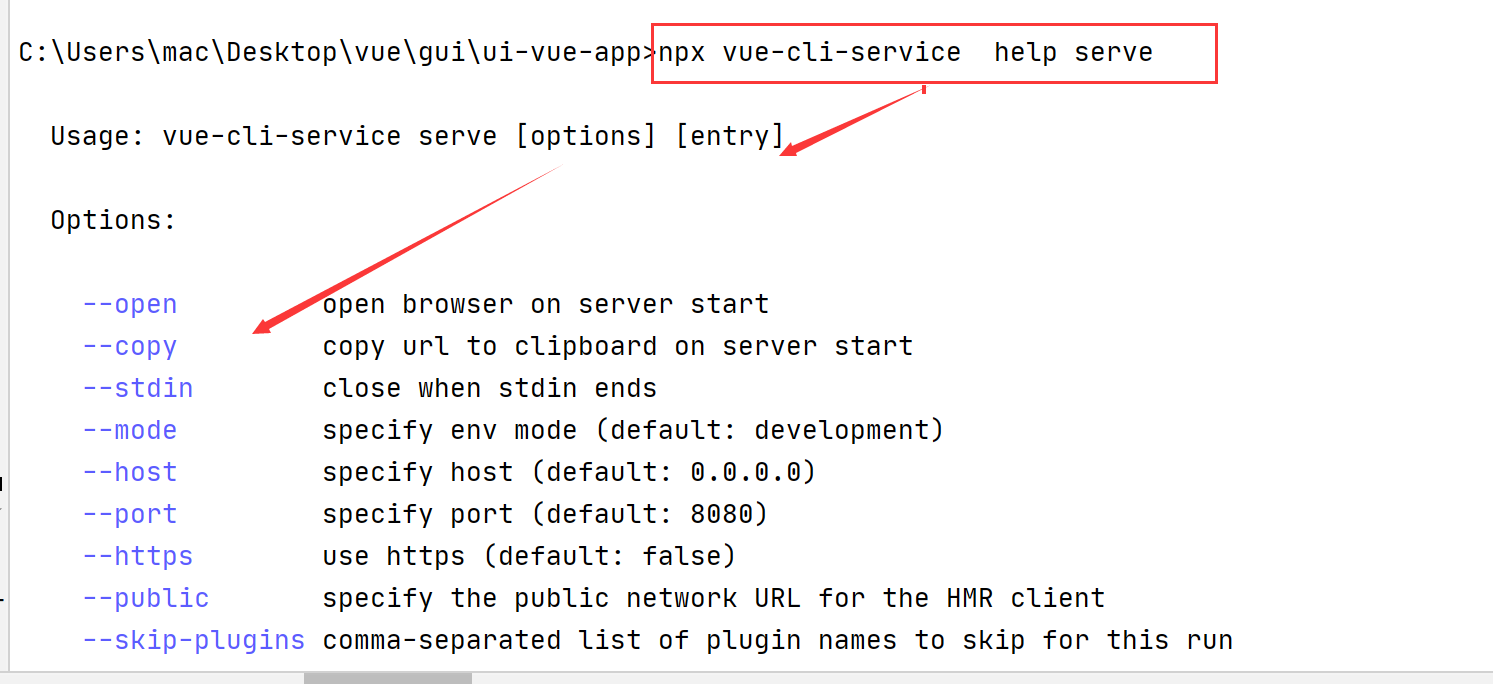 C:\Users\mac\Desktop\vue\gui\ui-vue-app>npx vue-cli-service  help serve
Usage: vue-cli-service serve [options] [entry]
Options:
--open open browser on server start
--copy copy url to clipboard on server start
--stdin close when stdin ends
--mode specify env mode (default: development)
--host specify host (default: 0.0.0.0)
--port specify port (default: 8080)
--https use https (default: false)
--public specify the public network URL for the HMR client
--skip-plugins comma-separated list of plugin names to skip for this run